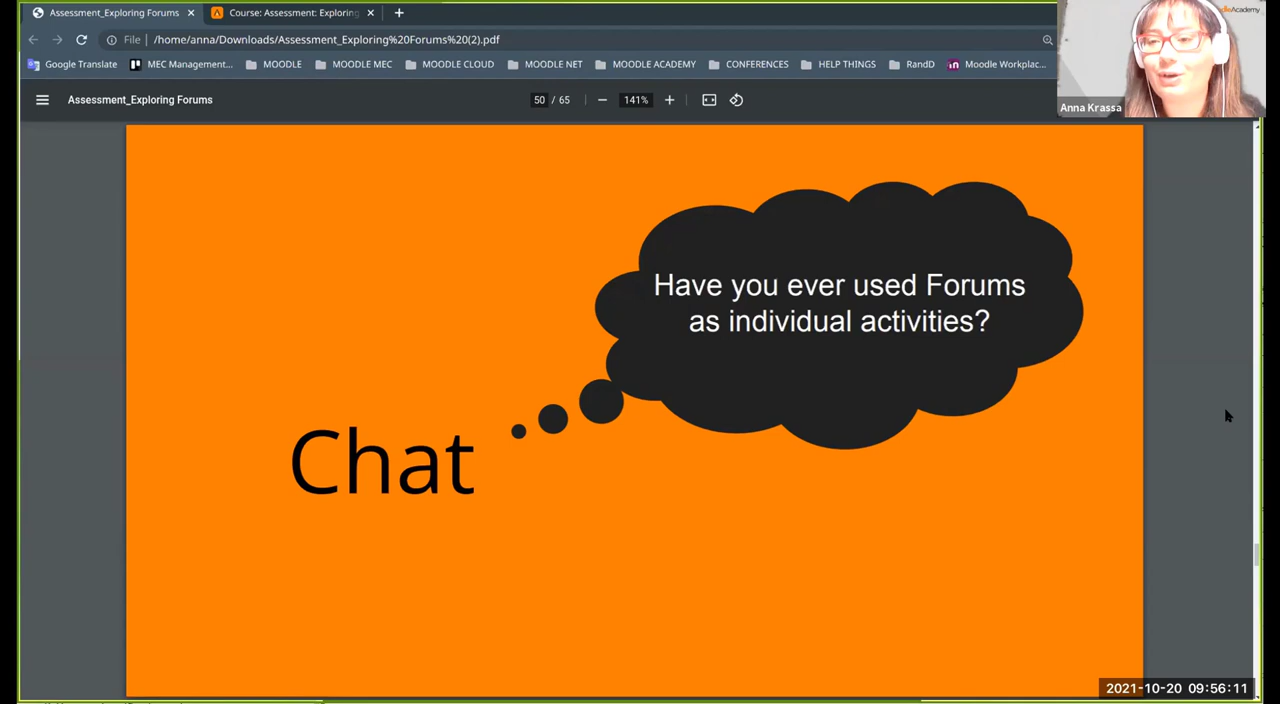 Assessment_Exploring Forums
Course: Assessment: Exploring
File
/home/anna/Downloads/Assessment_Exploring%20Forums%20(2).pdf
Google Translate
MEC Management...
MOODLE
MOODLE MEC
MOODLE CLOUD
MOODLE NET
MOODLE ACADEMY
CONFERENCES
HELP THINGS
RandD
Moodle Workplac...
Anna Krassa
Assessment_Exploring Forums
50 / 65
141%
Have you ever used Forums
as individual activities?
Chat
2021-10-20 09:56:11